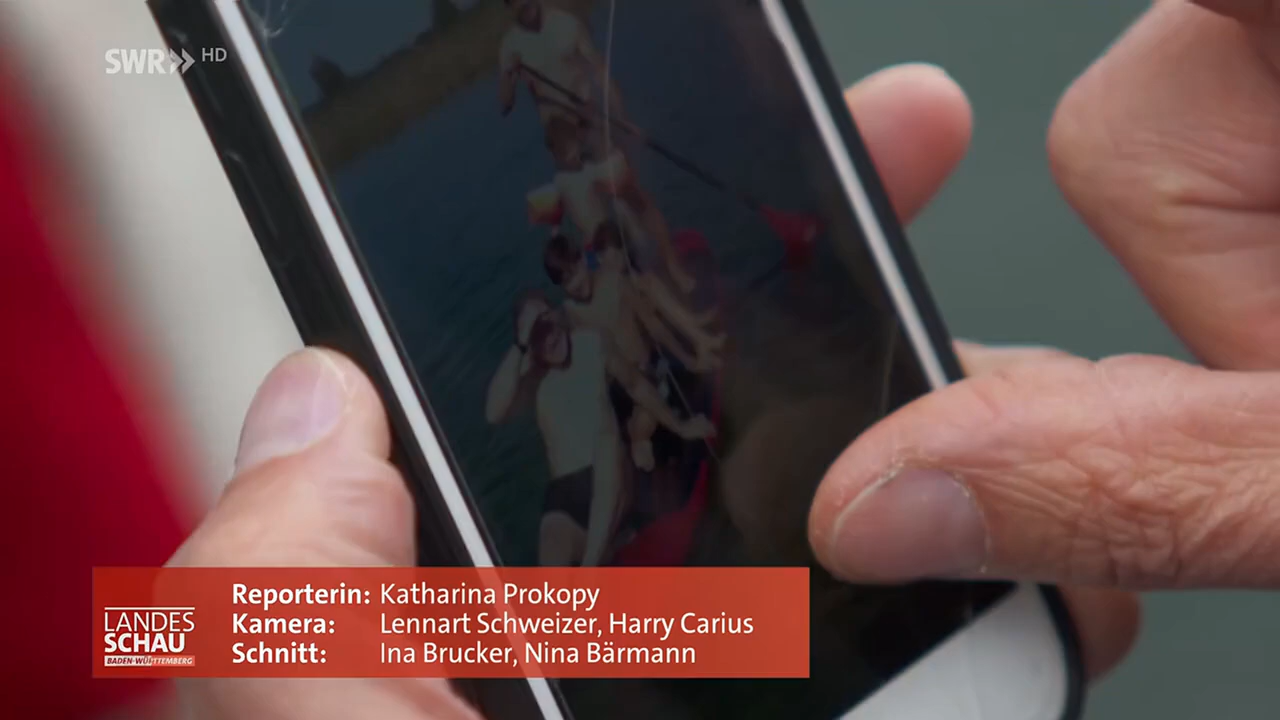 SWR HD
LANDES
SCHAU
BADEN-WÜRTTEMBERG
Reporterin: Katharina Prokopy
Kamera: Lennart Schweizer, Harry Carius
Schnitt: Ina Brucker, Nina Bärmann